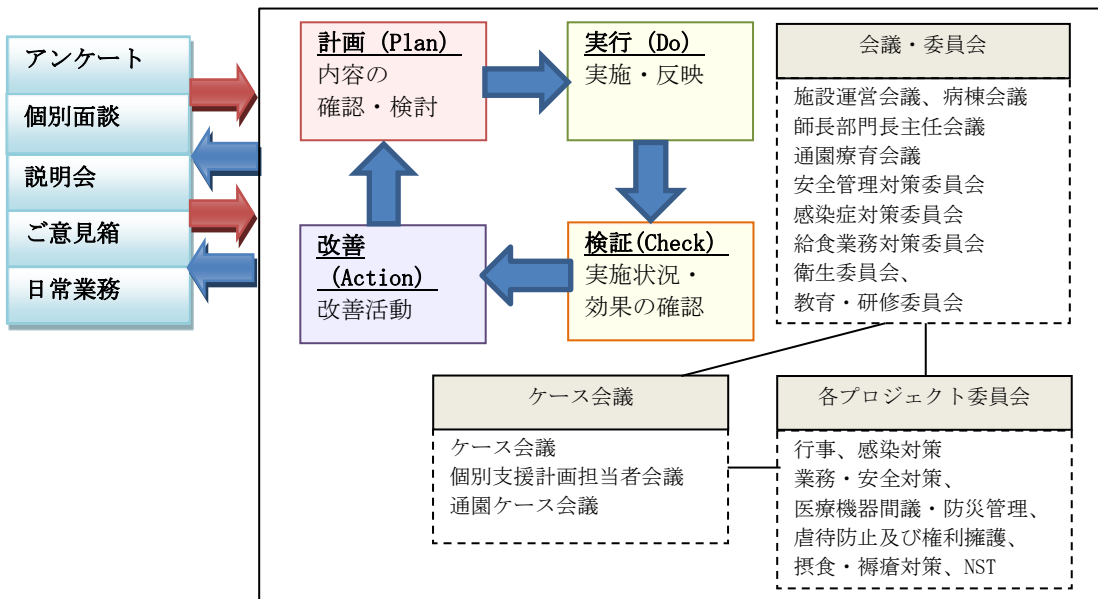 アンケート
個別面談
説明会
ご意見箱
日常業務
計画 (Plan)
内容の
確認・検討
実行 (Do)
実施・反映
改善
(Action)
改善活動
検証(Check)
実施状況・
効果の確認
会議・委員会
施設運営会議、病棟会議
師長部門長主任会議
通園療育会議
安全管理対策委員会
感染症対策委員会
給食業務対策委員会
衛生委員会、
教育・研修委員会
ケース会議
ケース会議
個別支援計画担当者会議
通園ケース会議
各プロジェクト委員会
行事、感染対策
業務・安全対策、
医療機器間議・防災管理、
虐待防止及び権利擁護、
摂食・褥瘡対策、NST